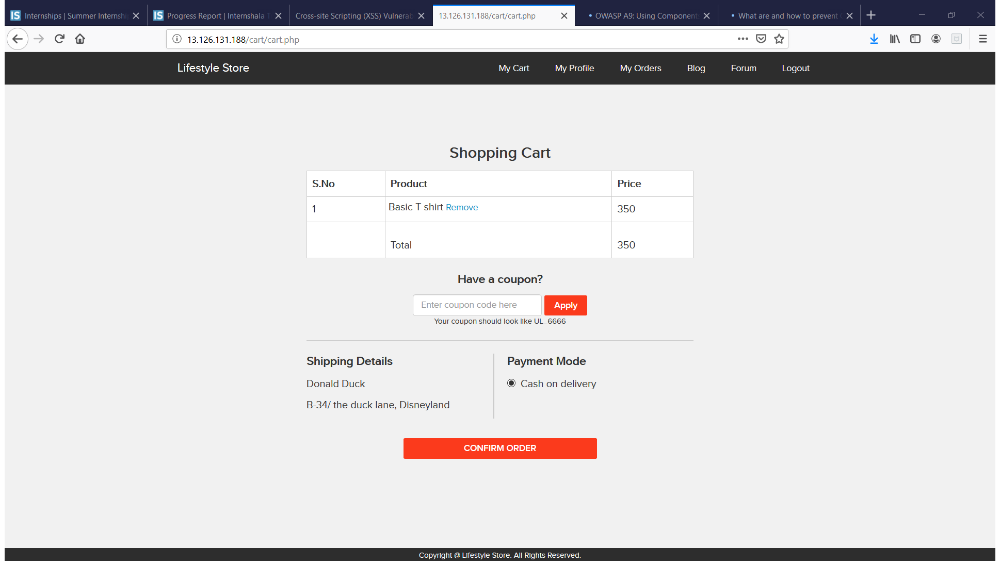 Internships | Summer Internshi
Progress Report | Internshala T
Cross-site Scripting (XSS) Vulnerab
13.126.131.188/cart/cart.php
• OWASP A9: Using Component
• What are and how to prevent
13.126.131.188/cart/cart.php
Lifestyle Store
My Cart
My Profile
My Orders
Blog
Forum
Logout
Shopping Cart
S.No Product Price
1 Basic T shirt Remove 350
Total 350
Have a coupon?
Enter coupon code here Apply
Your coupon should look like UL_6666
Shipping Details
Donald Duck
B-34/ the duck lane, Disneyland
Payment Mode
Cash on delivery
CONFIRM ORDER
Copyright @ Lifestyle Store. All Rights Reserved.